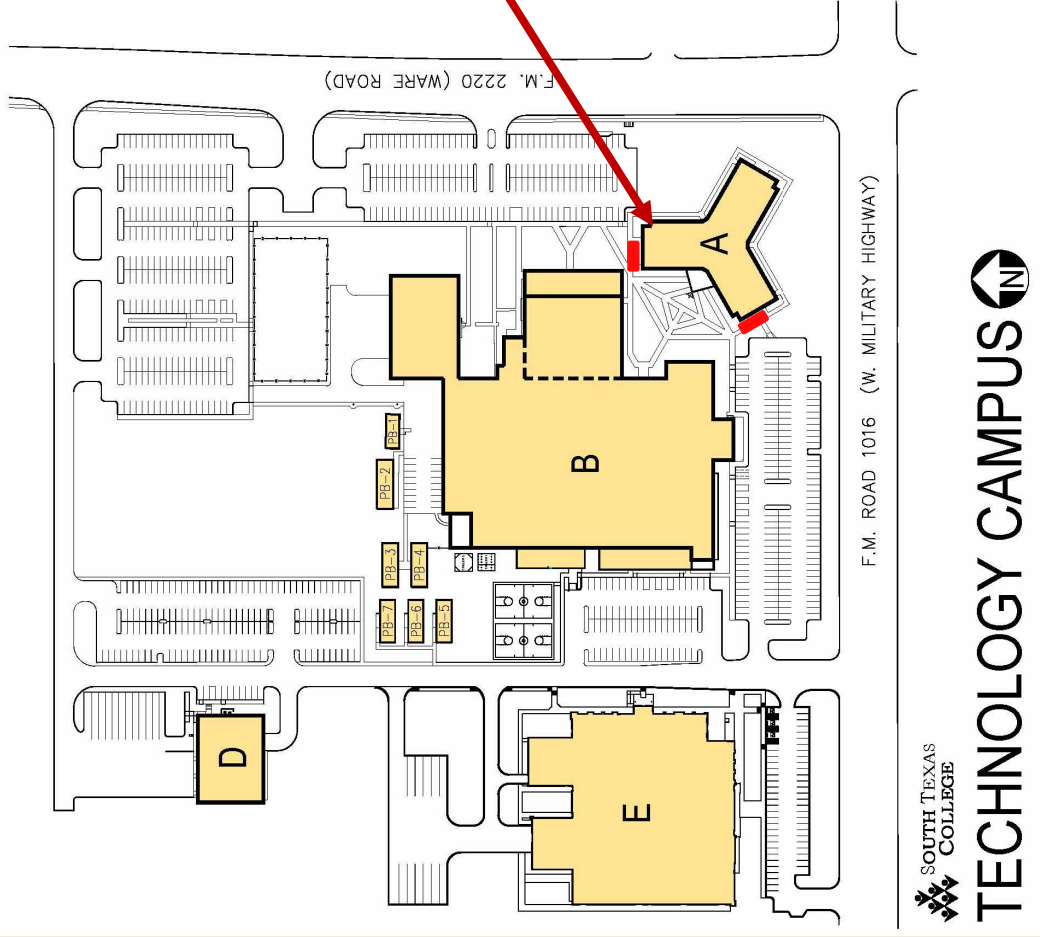 F.M. 2220 (WARE ROAD)
A
F.M. ROAD 1016 (W. MILITARY HIGHWAY)
B
PB-1
PB-2
PB-3
PB-4
PB-7
PB-6
PB-5
D
E
SOUTH TEXAS
COLLEGE
TECHNOLOGY CAMPUS
N